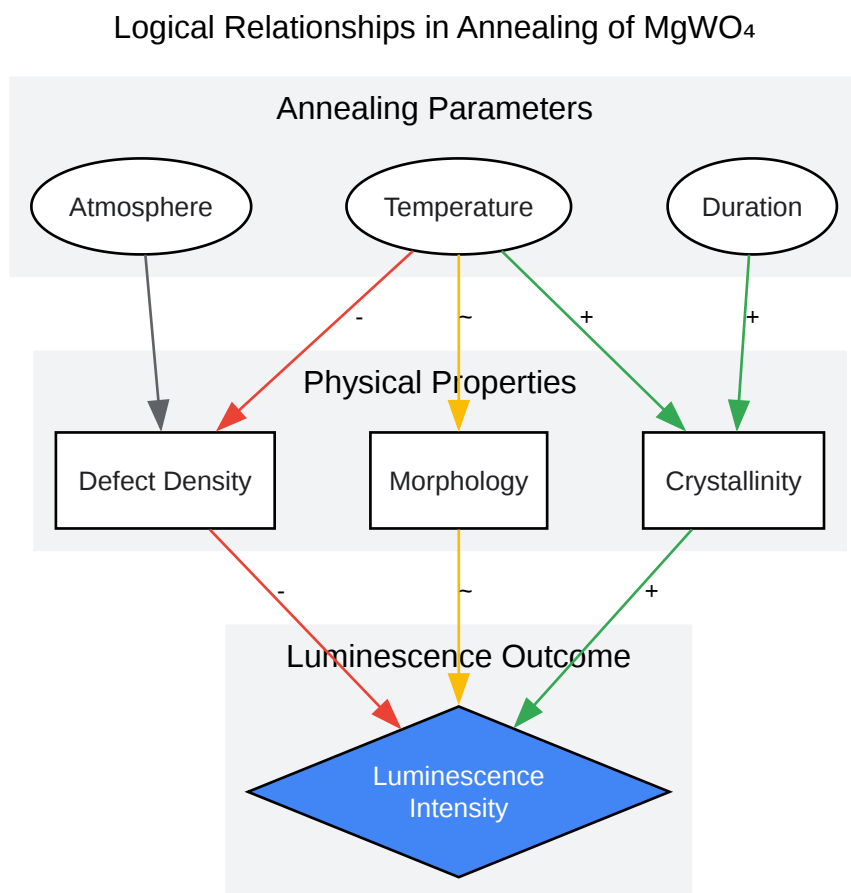 Logical Relationships in Annealing of MgWO₄
Annealing Parameters
Atmosphere
Temperature
Duration
-
~
+
+
Physical Properties
Defect Density
Morphology
Crystallinity
-
~
+
Luminescence Outcome
Luminescence
Intensity